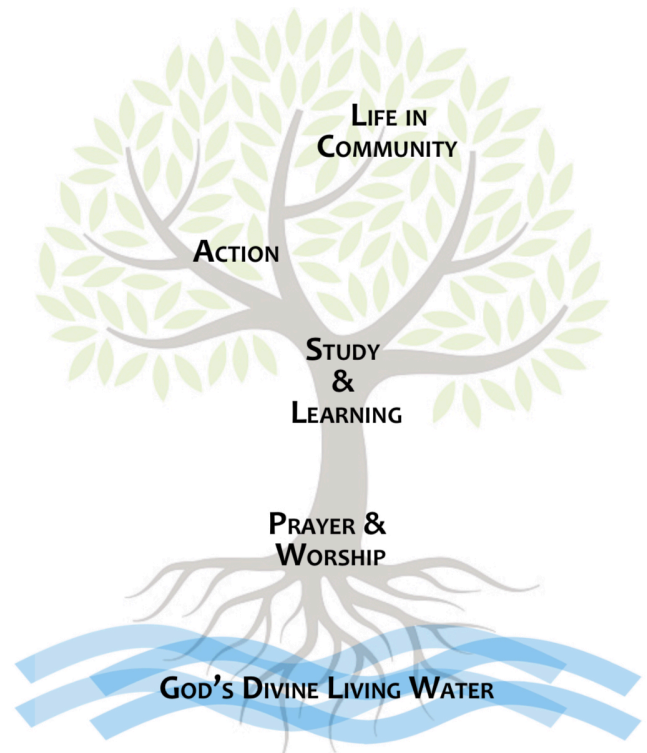 Life in
Community
Action
Study
&
Learning
Prayer &
Worship
God's Divine Living Water